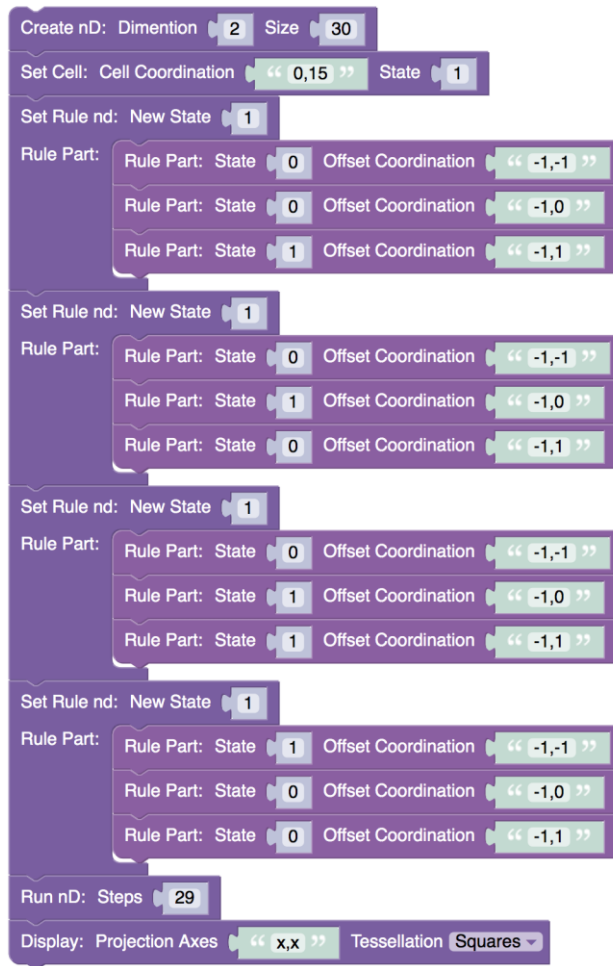 Create nD: Dimention 2 Size 30
Set Cell: Cell Coordination “ 0,15 ” State 1
Set Rule nd: New State 1
Rule Part: Rule Part: State 0 Offset Coordination “ -1,-1 ”
Rule Part: State 0 Offset Coordination “ -1,0 ”
Rule Part: State 1 Offset Coordination “ -1,1 ”
Set Rule nd: New State 1
Rule Part: Rule Part: State 0 Offset Coordination “ -1,-1 ”
Rule Part: State 1 Offset Coordination “ -1,0 ”
Rule Part: State 0 Offset Coordination “ -1,1 ”
Set Rule nd: New State 1
Rule Part: Rule Part: State 0 Offset Coordination “ -1,-1 ”
Rule Part: State 1 Offset Coordination “ -1,0 ”
Rule Part: State 1 Offset Coordination “ -1,1 ”
Set Rule nd: New State 1
Rule Part: Rule Part: State 1 Offset Coordination “ -1,-1 ”
Rule Part: State 0 Offset Coordination “ -1,0 ”
Rule Part: State 0 Offset Coordination “ -1,1 ”
Run nD: Steps 29
Display: Projection Axes “ x,x ” Tessellation Squares